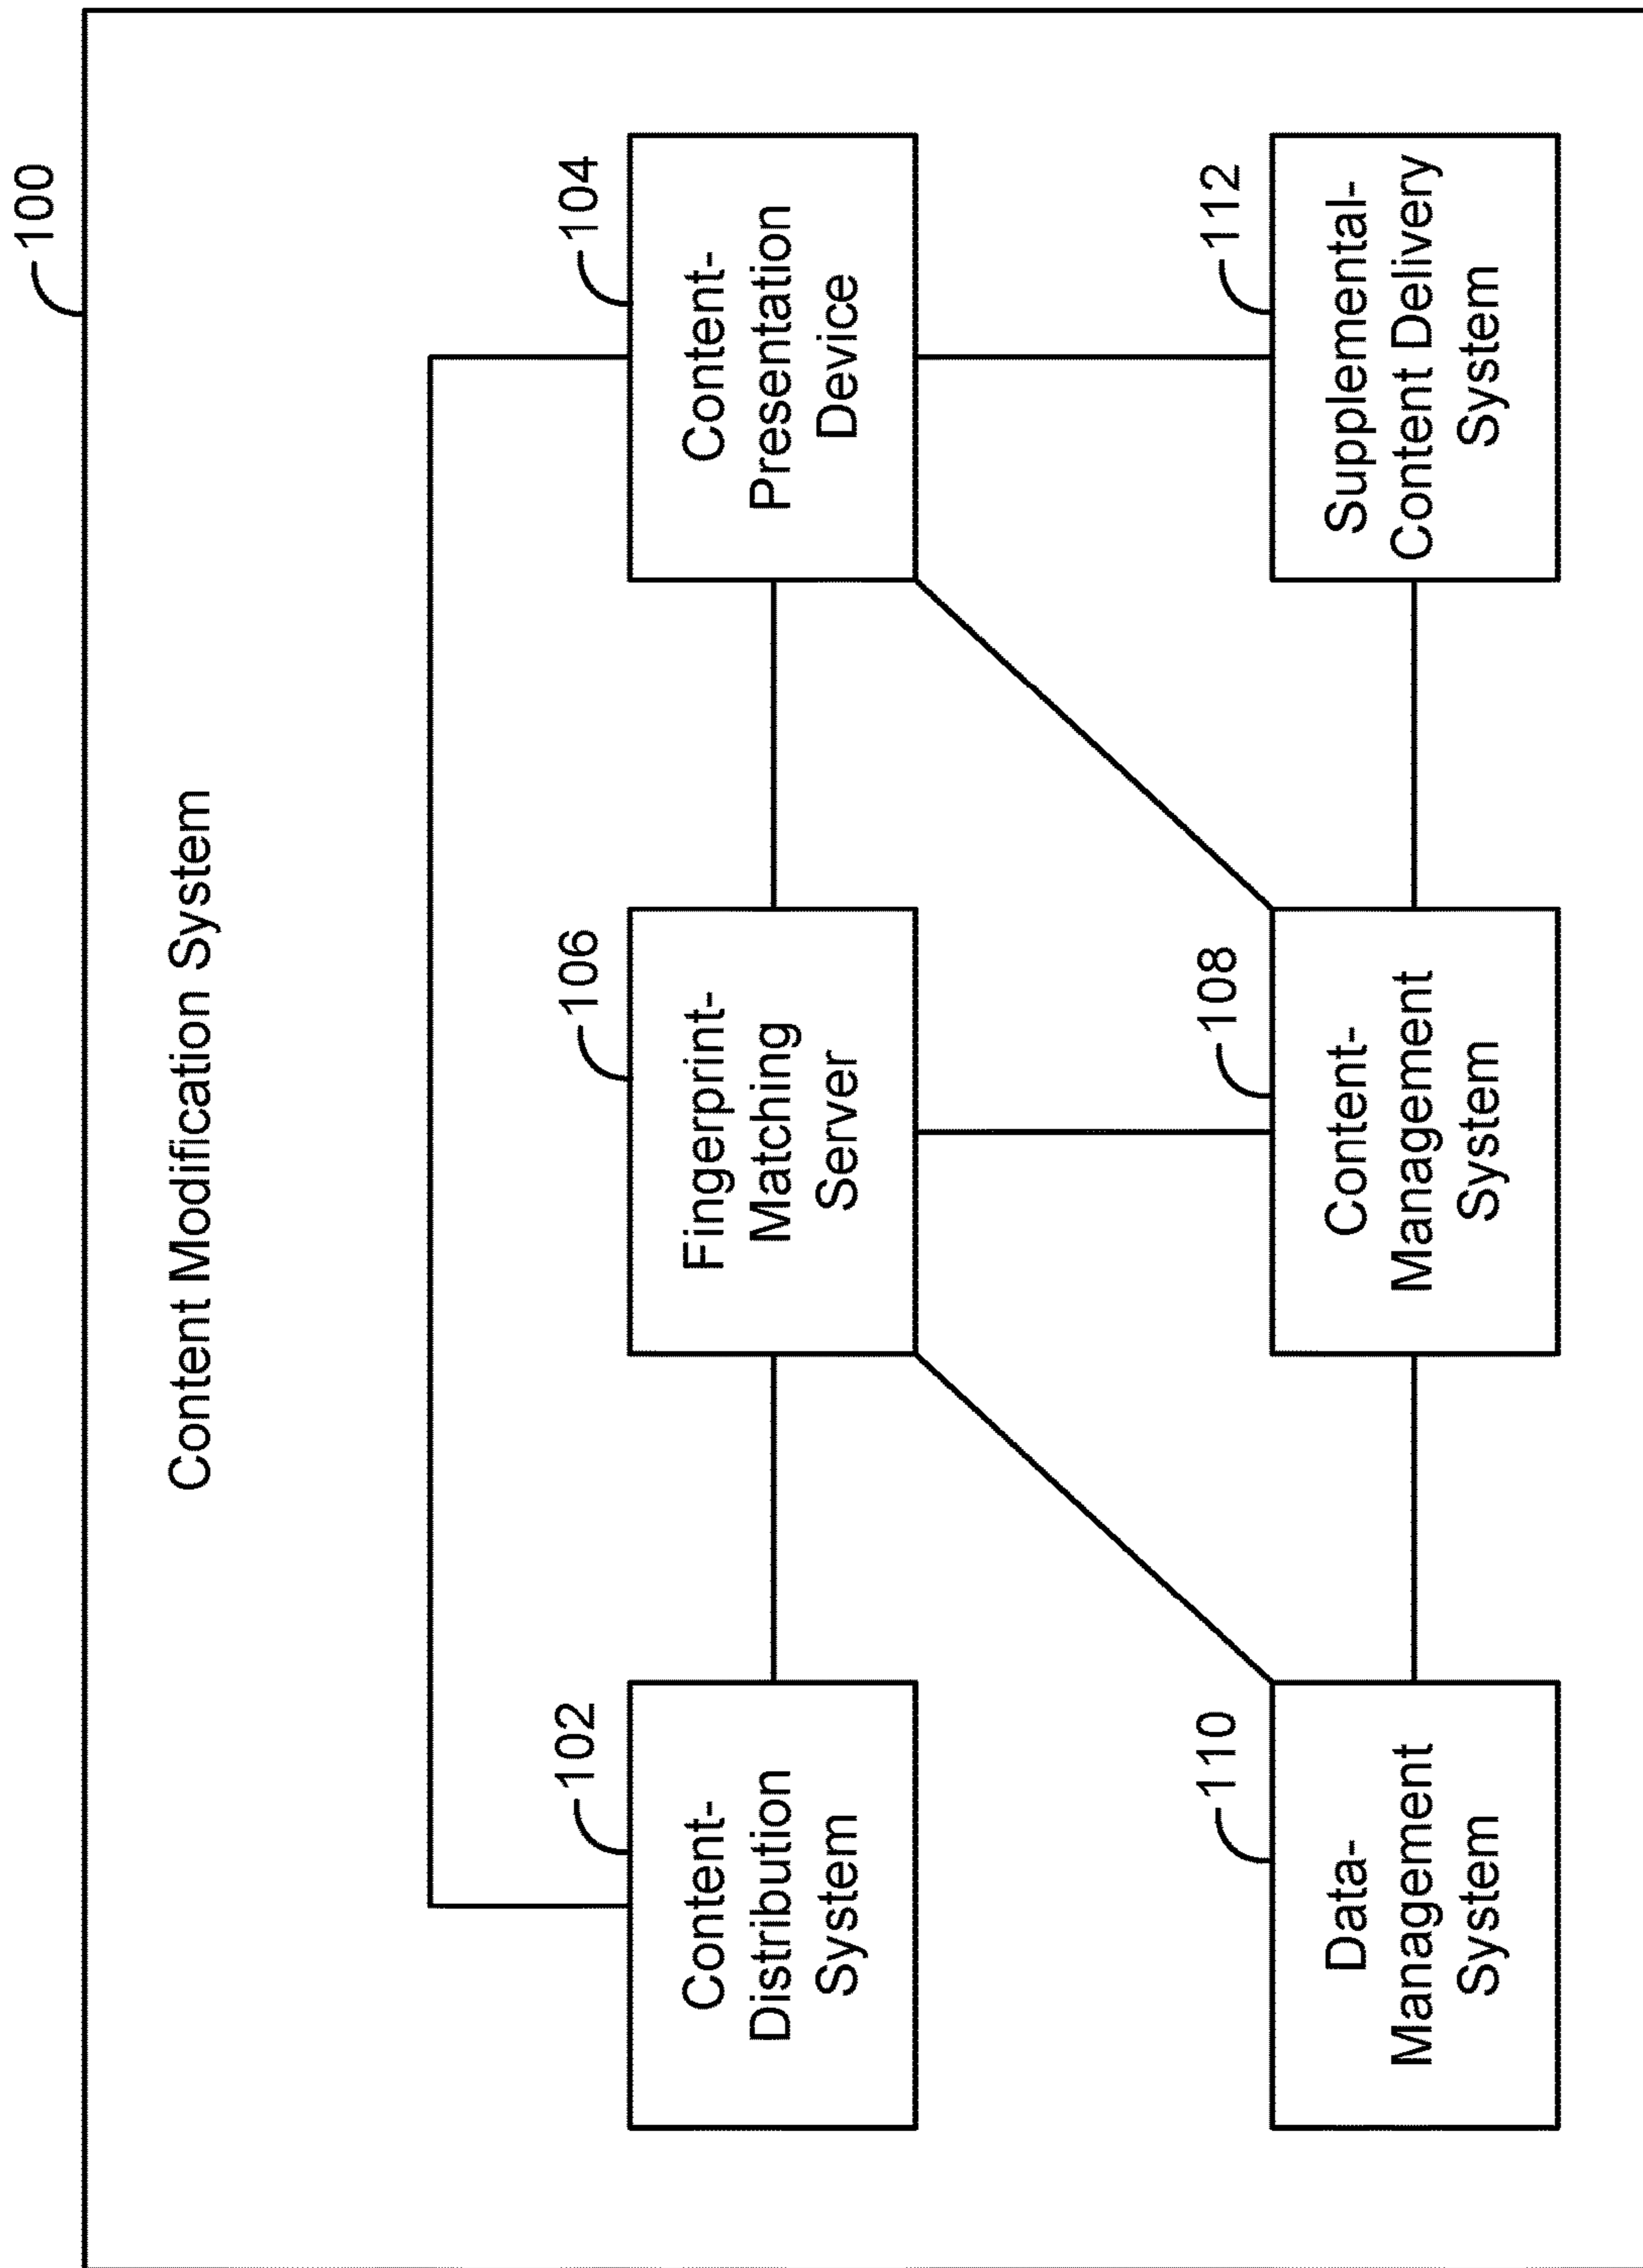 100
Content Modification System
102
Content-
Distribution
System
106
Fingerprint-
Matching
Server
104
Content-
Presentation
Device
110
Data-
Management
System
108
Content-
Management
System
112
Supplemental-
Content Delivery
System